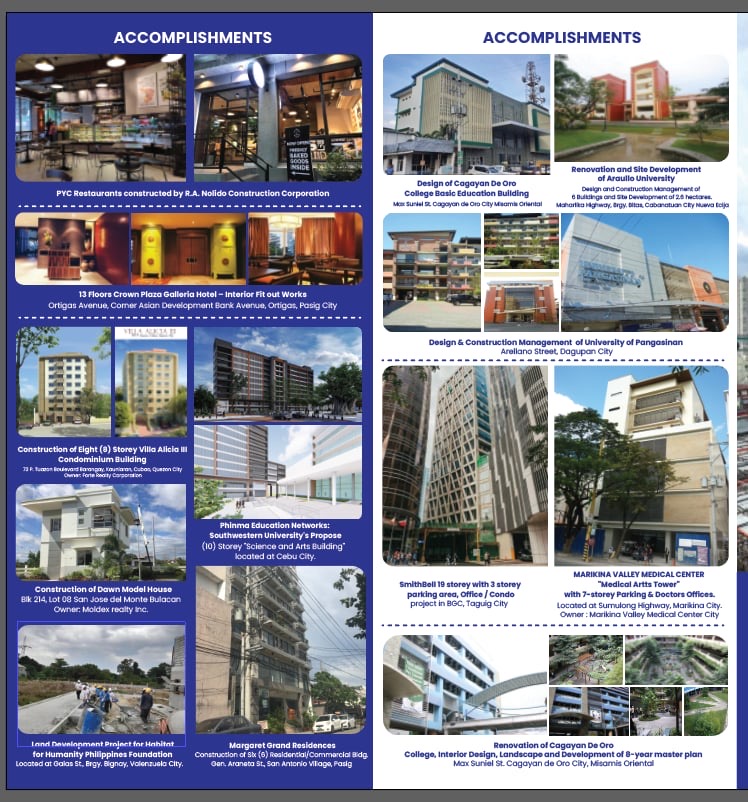 ACCOMPLISHMENTS
NOW OPEN
FRESHLY
BAKED
GOODS
INSIDE
PYC Restaurants constructed by R.A. Nolido Construction Corporation
13 Floors Crown Plaza Galleria Hotel – Interior Fit out Works
Ortigas Avenue, Corner Asian Development Bank Avenue, Ortigas, Pasig City
VILLA ALICIA III
Construction of Eight (8) Storey Villa Alicia III
Condominium Building
73 P. Tuazon Boulevard Barangay, Kaunlaran, Cubao, Quezon City
Owner: Forte Realty Corporation
Phinma Education Networks:
Southwestern University's Propose
(10) Storey "Science and Arts Building"
located at Cebu City.
Construction of Dawn Model House
Blk 214, Lot 08 San Jose del Monte Bulacan
Owner: Moldex realty Inc.
Land Development Project for Habitat
for Humanity Philippines Foundation
Located at Galas St., Brgy. Bignay, Valenzuela City.
Margaret Grand Residences
Construction of Six (6) Residential/Commercial Bldg.
Gen. Araneta St., San Antonio Village, Pasig
ACCOMPLISHMENTS
Design of Cagayan De Oro
College Basic Education Building
Max Suniel St. Cagayan de Oro City Misamis Oriental
Renovation and Site Development
of Araullo University
Design and Construction Management of
6 Buildings and Site Development of 2.6 hectares.
Maharlika Highway, Brgy. Bitas, Cabanatuan City Nueva Ecija
Design & Construction Management of University of Pangasinan
Arellano Street, Dagupan City
SmithBell 19 storey with 3 storey
parking area, Office / Condo
project in BGC, Taguig City
MARIKINA VALLEY MEDICAL CENTER
"Medical Artts Tower"
with 7-storey Parking & Doctors Offices.
Located at Sumulong Highway, Marikina City.
Owner : Marikina Valley Medical Center City
Renovation of Cagayan De Oro
College, Interior Design, Landscape and Development of 8-year master plan
Max Suniel St. Cagayan de Oro City, Misamis Oriental